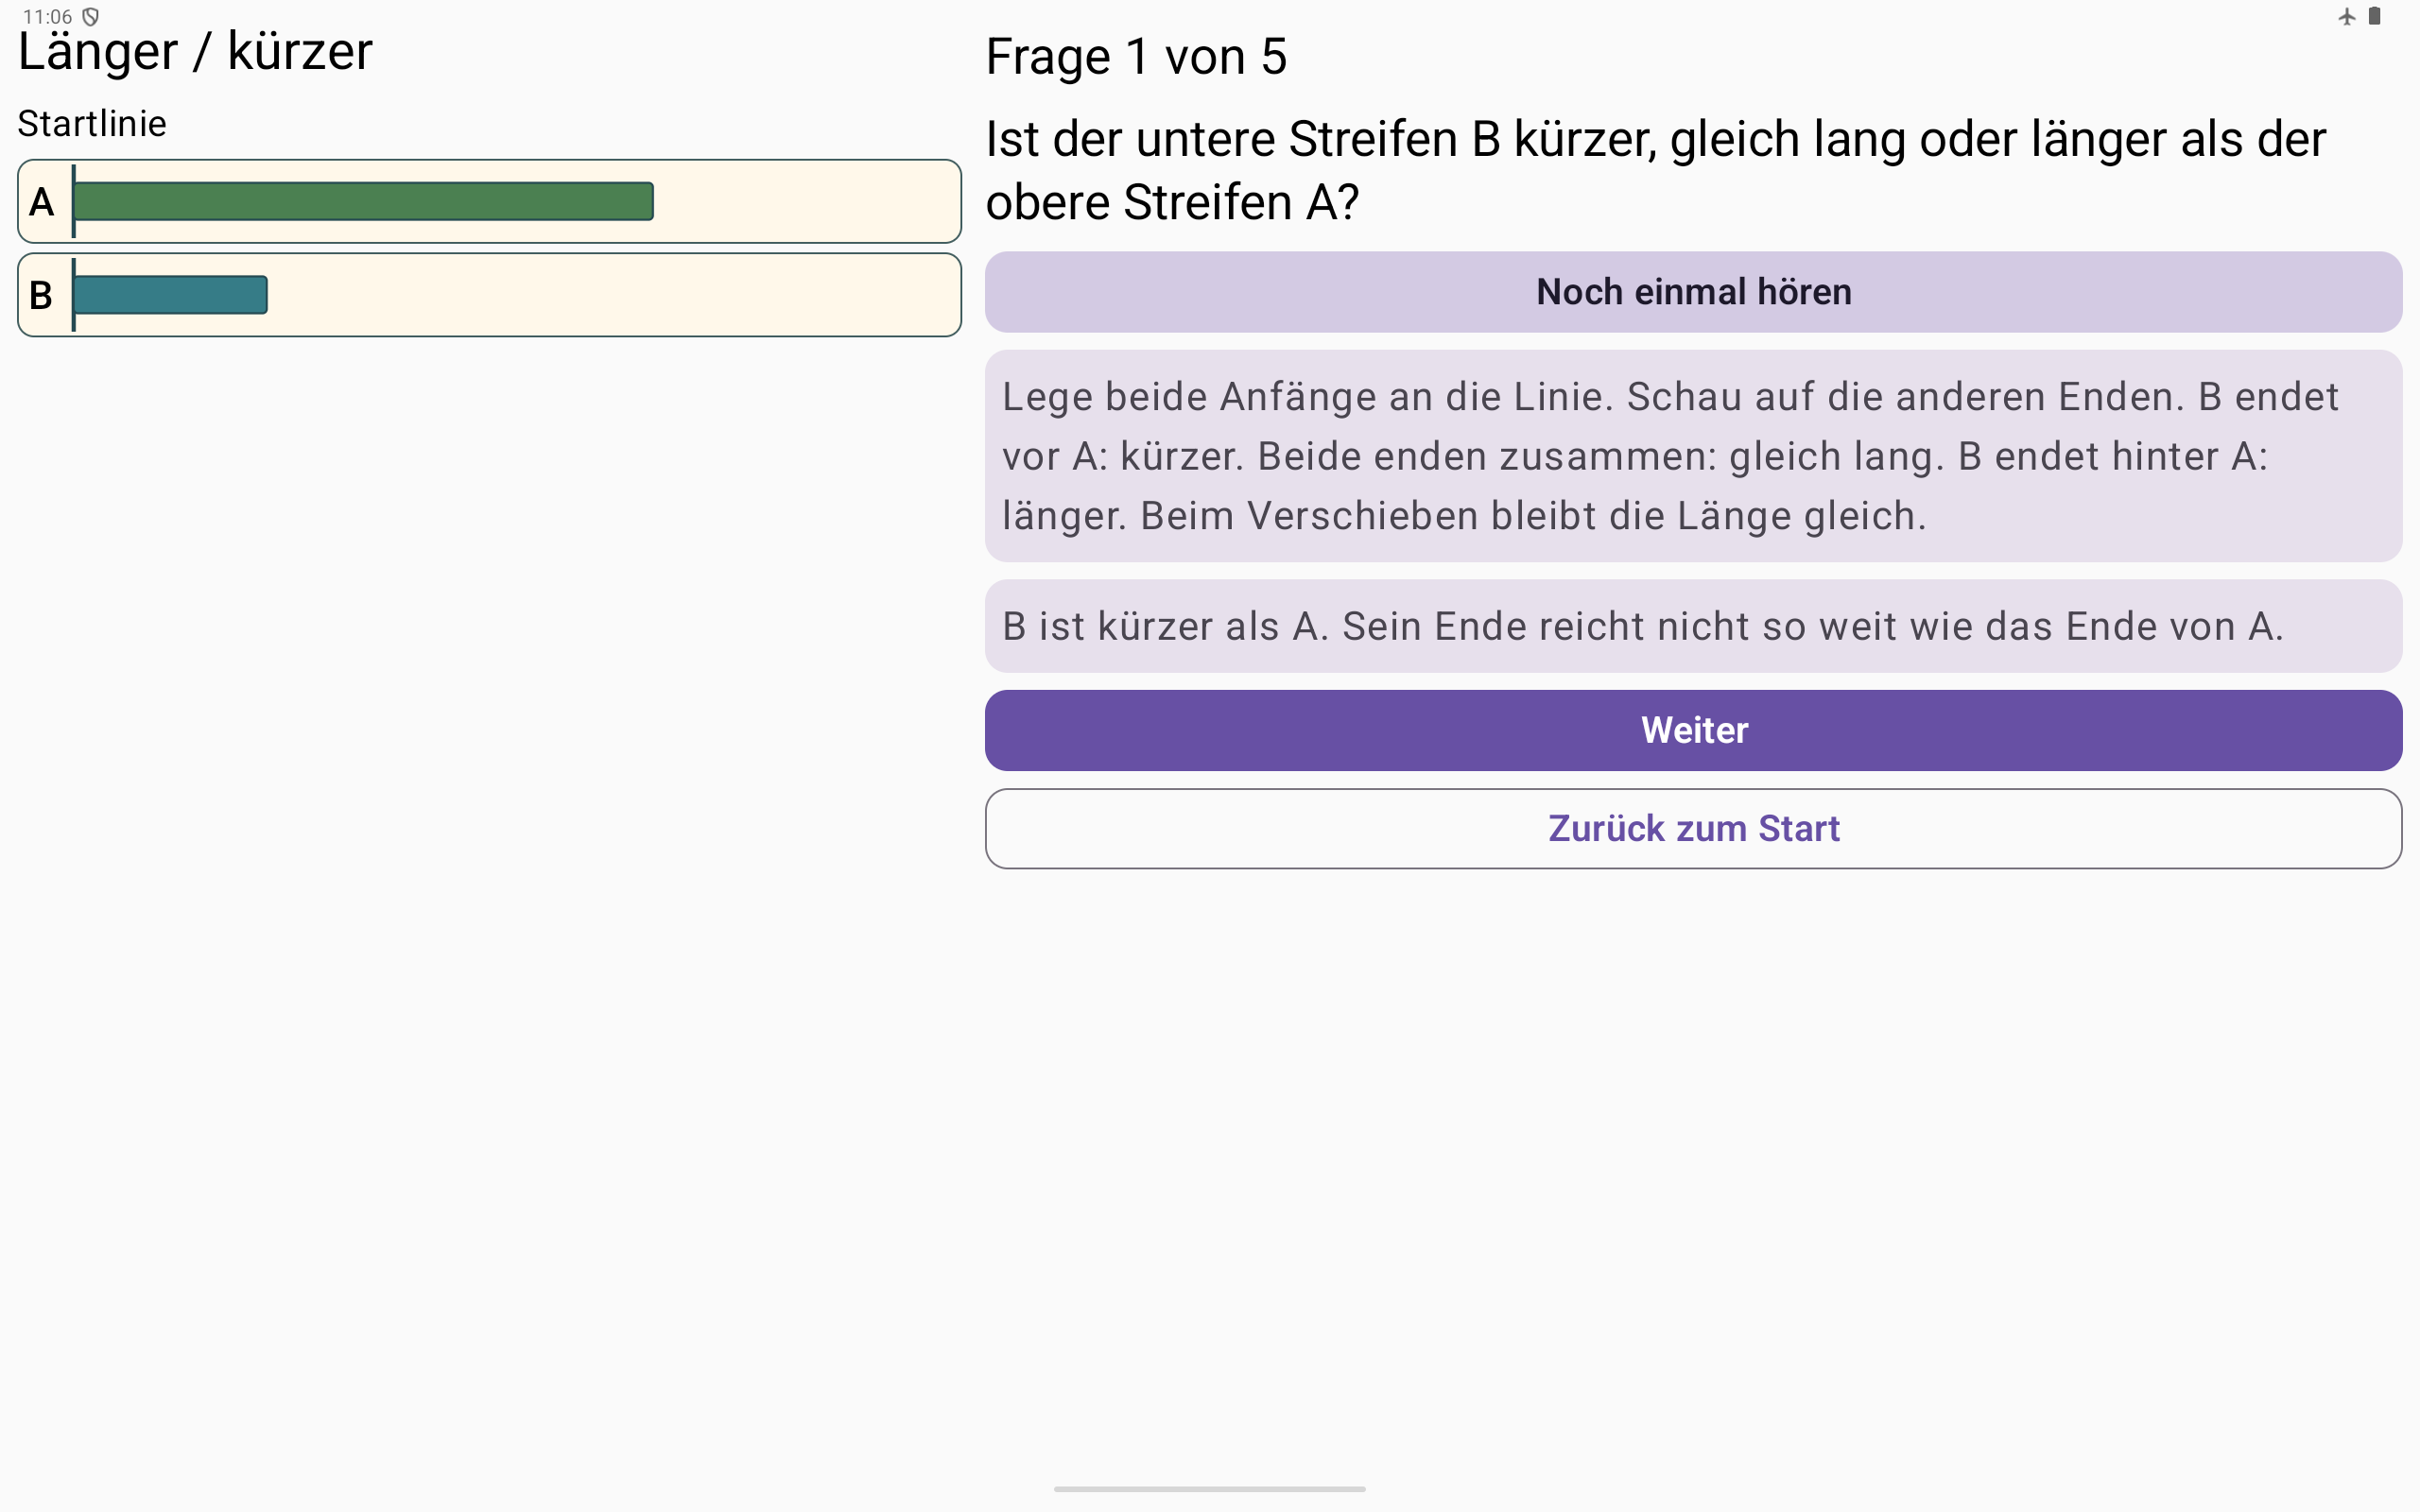 11:06
Länger / kürzer
Startlinie
A
B
Frage 1 von 5
Ist der untere Streifen B kürzer, gleich lang oder länger als der
obere Streifen A?
Noch einmal hören
Lege beide Anfänge an die Linie. Schau auf die anderen Enden. B endet
vor A: kürzer. Beide enden zusammen: gleich lang. B endet hinter A:
länger. Beim Verschieben bleibt die Länge gleich.
B ist kürzer als A. Sein Ende reicht nicht so weit wie das Ende von A.
Weiter
Zurück zum Start